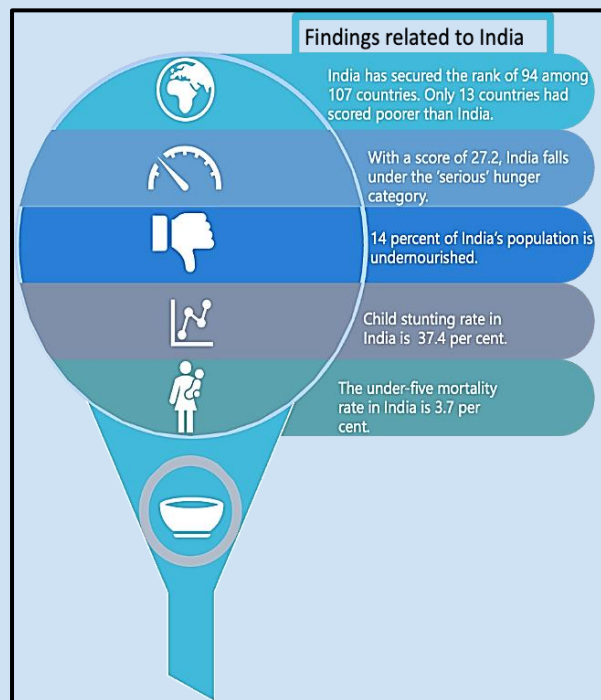 Findings related to India
India has secured the rank of 94 among
107 countries. Only 13 countries had
scored poorer than India.
With a score of 27.2, India falls
under the 'serious' hunger
category.
14 percent of India's population is
undernourished.
Child stunting rate in
India is 37.4 per cent.
The under-five mortality
rate in India is 3.7 per
cent.